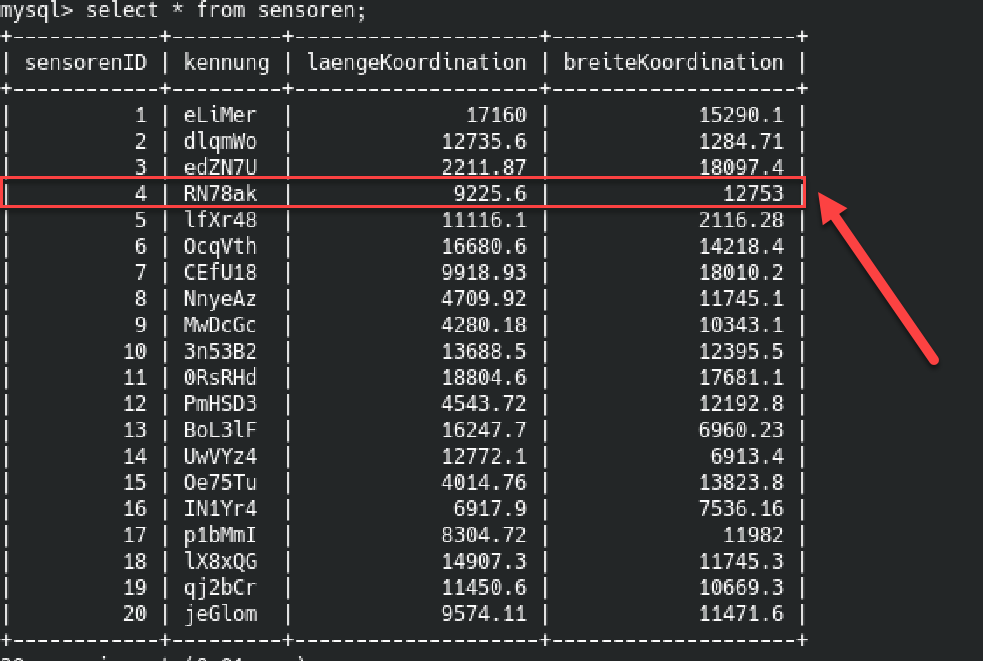 mysql> select * from sensoren;
+------------+---------+--------------------+--------------------+
| sensorenID | kennung | laengeKoordination | breiteKoordination |
+------------+---------+--------------------+--------------------+
| 1 | eLiMer | 17160 | 15290.1 |
| 2 | dlqmWo | 12735.6 | 1284.71 |
| 3 | edZN7U | 2211.87 | 18097.4 |
| 4 | RN78ak | 9225.6 | 12753 |
| 5 | lfXr48 | 11116.1 | 2116.28 |
| 6 | OcqVth | 16680.6 | 14218.4 |
| 7 | CEfU18 | 9918.93 | 18010.2 |
| 8 | NnyeAz | 4709.92 | 11745.1 |
| 9 | MwDcGc | 4280.18 | 10343.1 |
| 10 | 3n53B2 | 13688.5 | 12395.5 |
| 11 | 0RsRHd | 18804.6 | 17681.1 |
| 12 | PmHSD3 | 4543.72 | 12192.8 |
| 13 | BoL3lF | 16247.7 | 6960.23 |
| 14 | UwVYz4 | 12772.1 | 6913.4 |
| 15 | Oe75Tu | 4014.76 | 13823.8 |
| 16 | IN1Yr4 | 6917.9 | 7536.16 |
| 17 | p1bMmI | 8304.72 | 11982 |
| 18 | lX8xQG | 14907.3 | 11745.3 |
| 19 | qj2bCr | 11450.6 | 10669.3 |
| 20 | jeGlom | 9574.11 | 11471.6 |
+------------+---------+--------------------+--------------------+